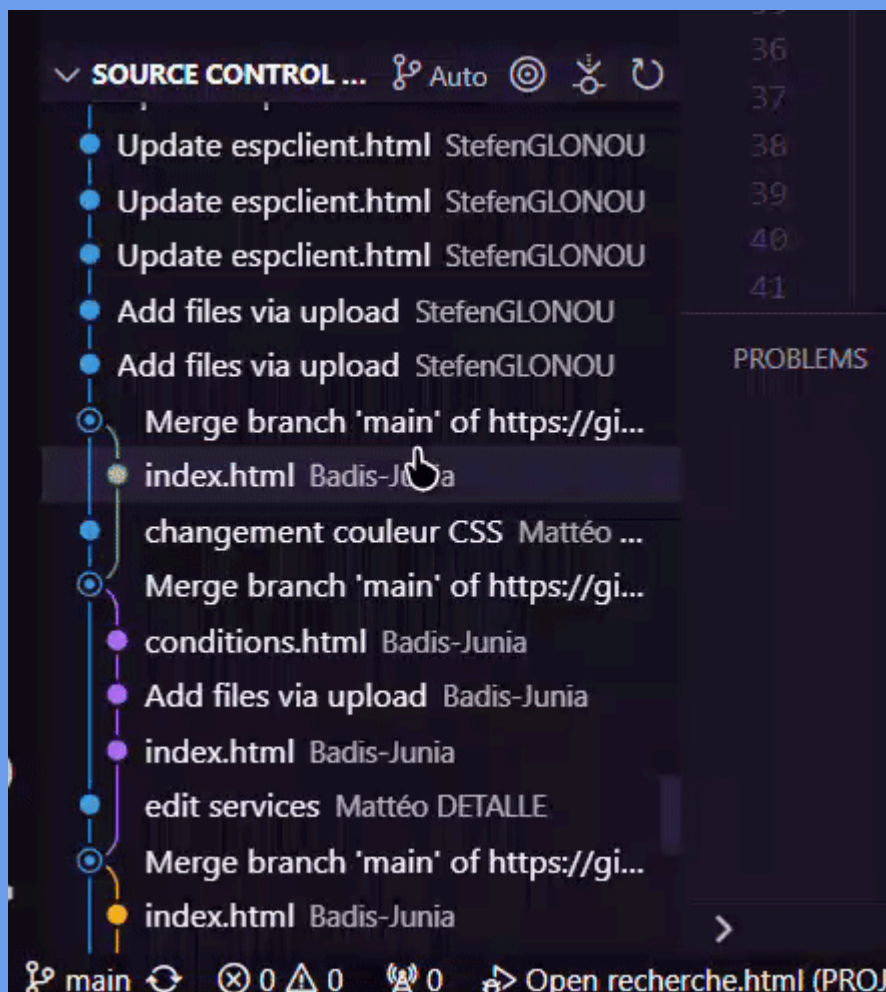 SOURCE CONTROL ... Auto
Update espclient.html StefenGLONOU
Update espclient.html StefenGLONOU
Update espclient.html StefenGLONOU
Add files via upload StefenGLONOU
Add files via upload StefenGLONOU
Merge branch 'main' of https://gi...
index.html Badis-Junia
changement couleur CSS Mattéo ...
Merge branch 'main' of https://gi...
conditions.html Badis-Junia
Add files via upload Badis-Junia
index.html Badis-Junia
edit services Mattéo DETALLE
Merge branch 'main' of https://gi...
index.html Badis-Junia
36
37
38
39
40
41
PROBLEMS
main 0 0 0 Open recherche.html (PROJ